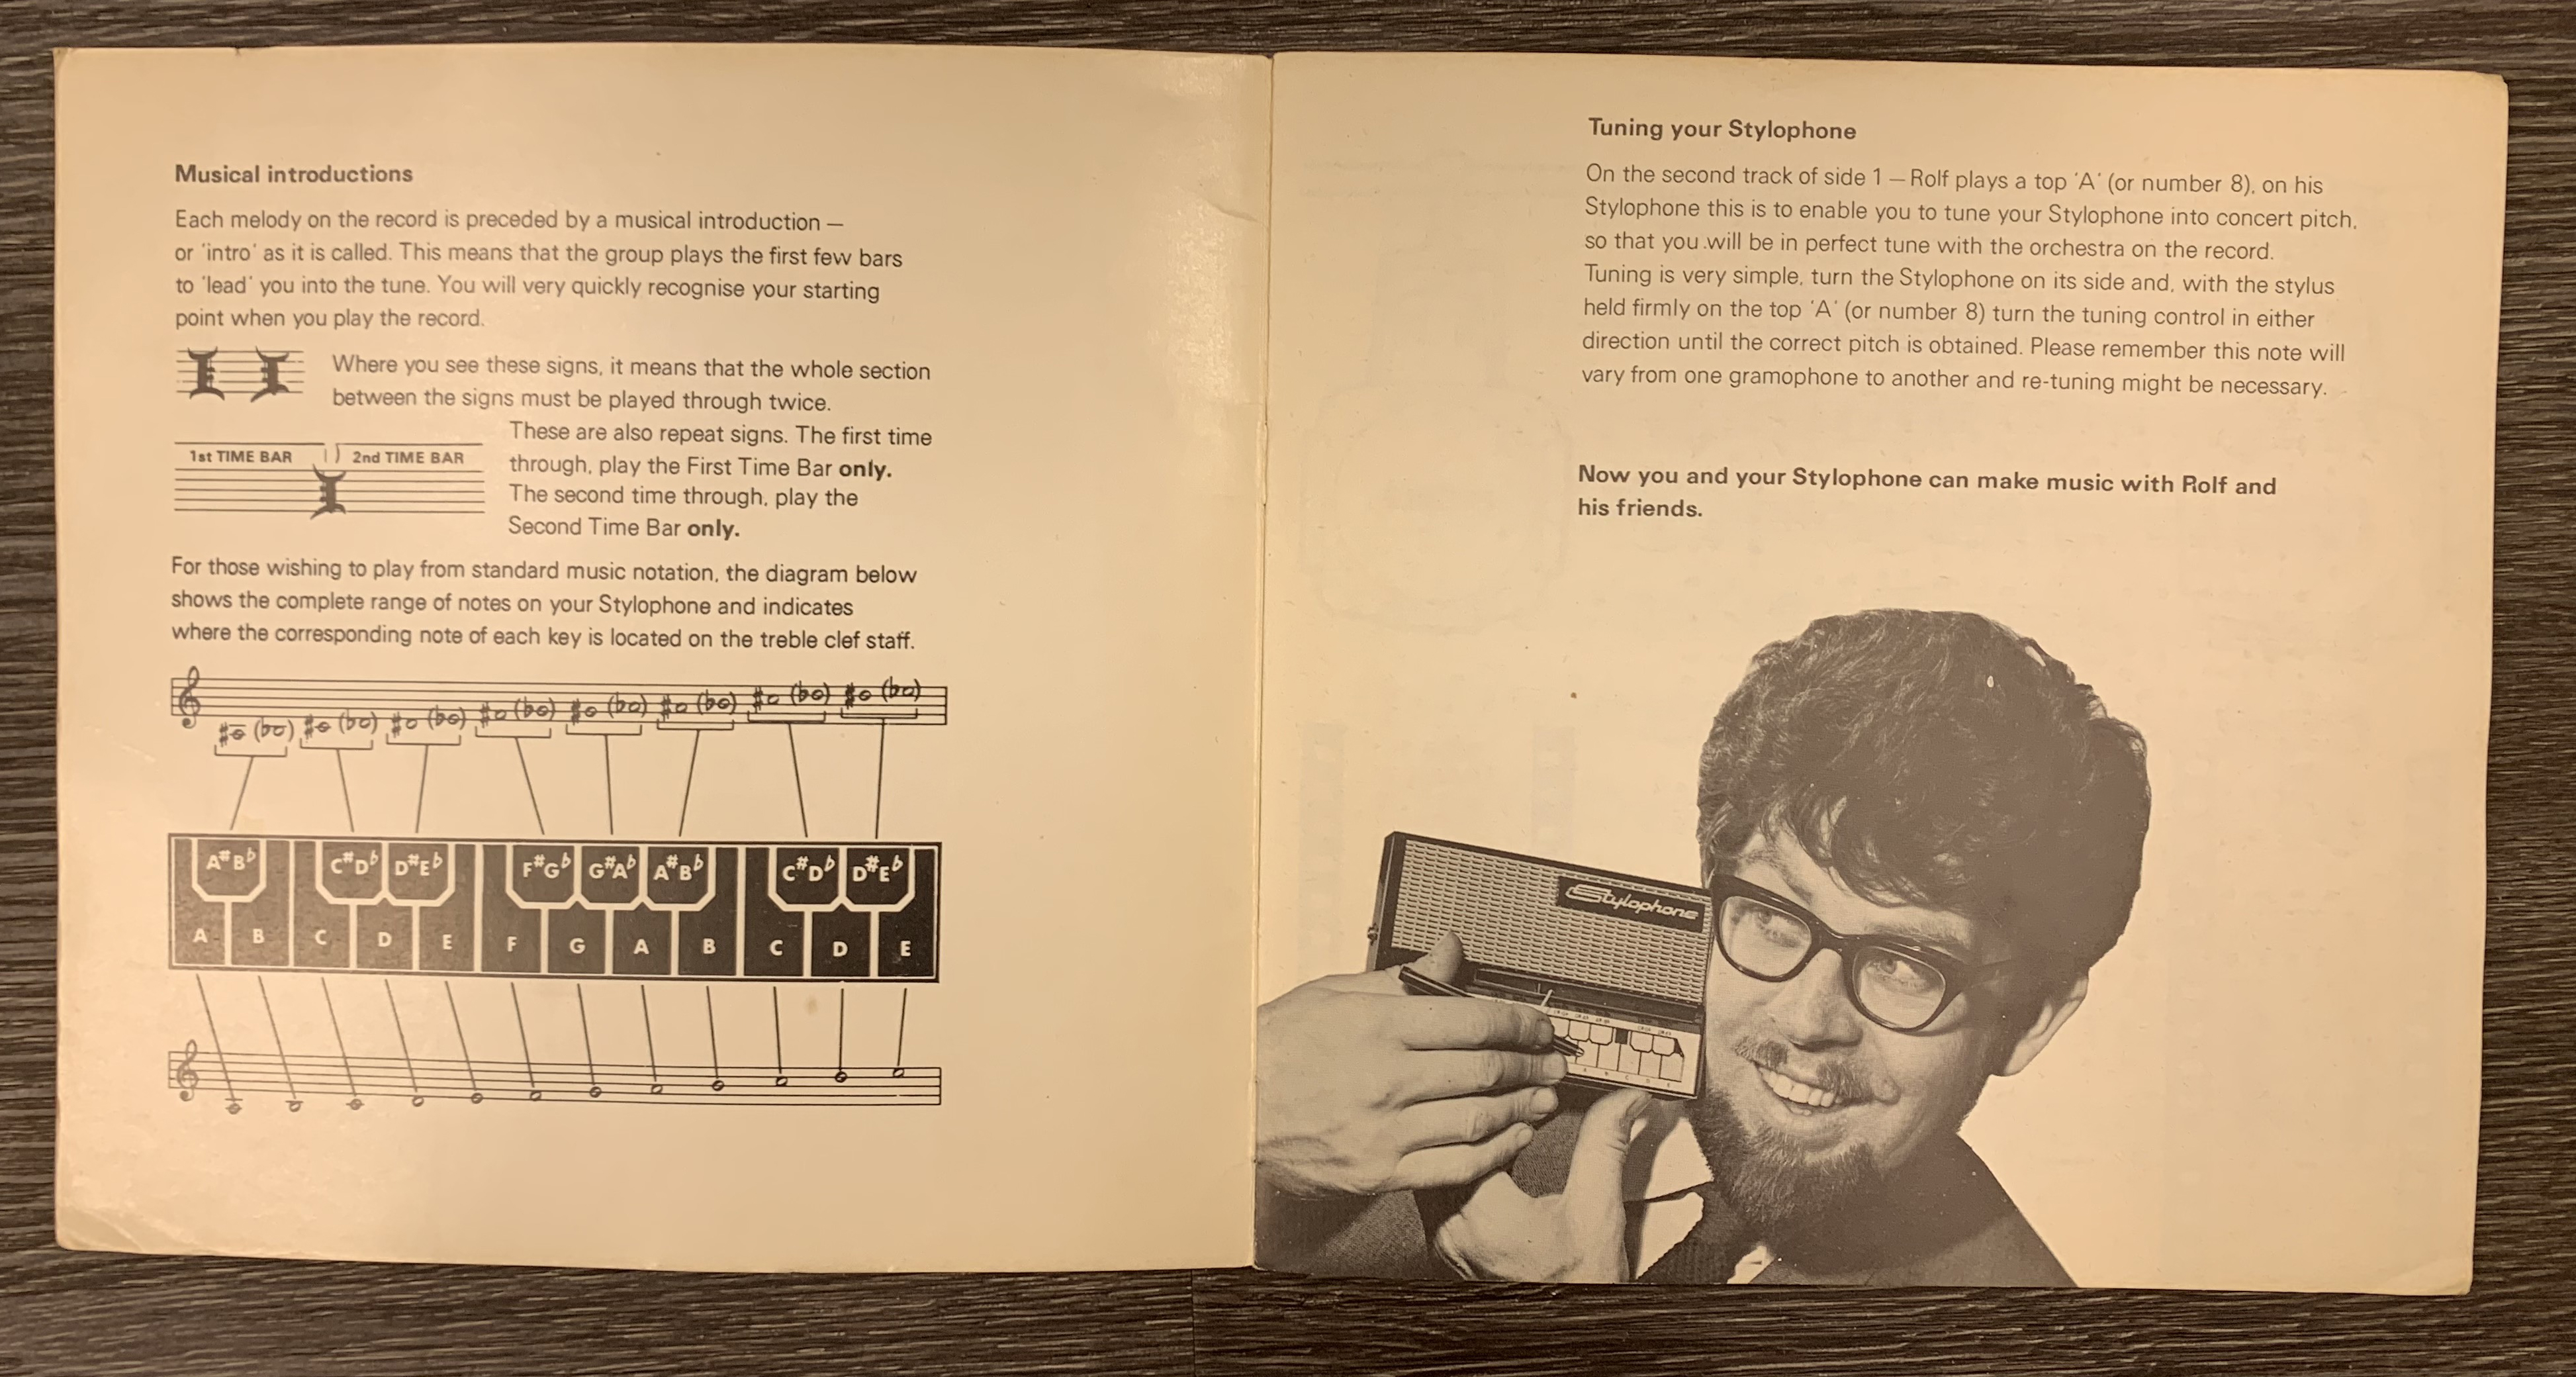 Musical introductions
Each melody on the record is preceded by a musical introduction —
or 'intro' as it is called. This means that the group plays the first few bars
to 'lead' you into the tune. You will very quickly recognise your starting
point when you play the record.
Where you see these signs, it means that the whole section
between the signs must be played through twice.
These are also repeat signs. The first time
through, play the First Time Bar only.
The second time through, play the
Second Time Bar only.
1st TIME BAR
2nd TIME BAR
For those wishing to play from standard music notation, the diagram below
shows the complete range of notes on your Stylophone and indicates
where the corresponding note of each key is located on the treble clef staff.
A#B♭ C#D♭ D#E♭ F#G♭ G#A♭ A#B♭ C#D♭ D#E♭
A B C D E F G A B C D E
Tuning your Stylophone
On the second track of side 1 — Rolf plays a top 'A' (or number 8), on his
Stylophone this is to enable you to tune your Stylophone into concert pitch,
so that you will be in perfect tune with the orchestra on the record.
Tuning is very simple, turn the Stylophone on its side and, with the stylus
held firmly on the top 'A' (or number 8) turn the tuning control in either
direction until the correct pitch is obtained. Please remember this note will
vary from one gramophone to another and re-tuning might be necessary.
Now you and your Stylophone can make music with Rolf and
his friends.
Stylophone